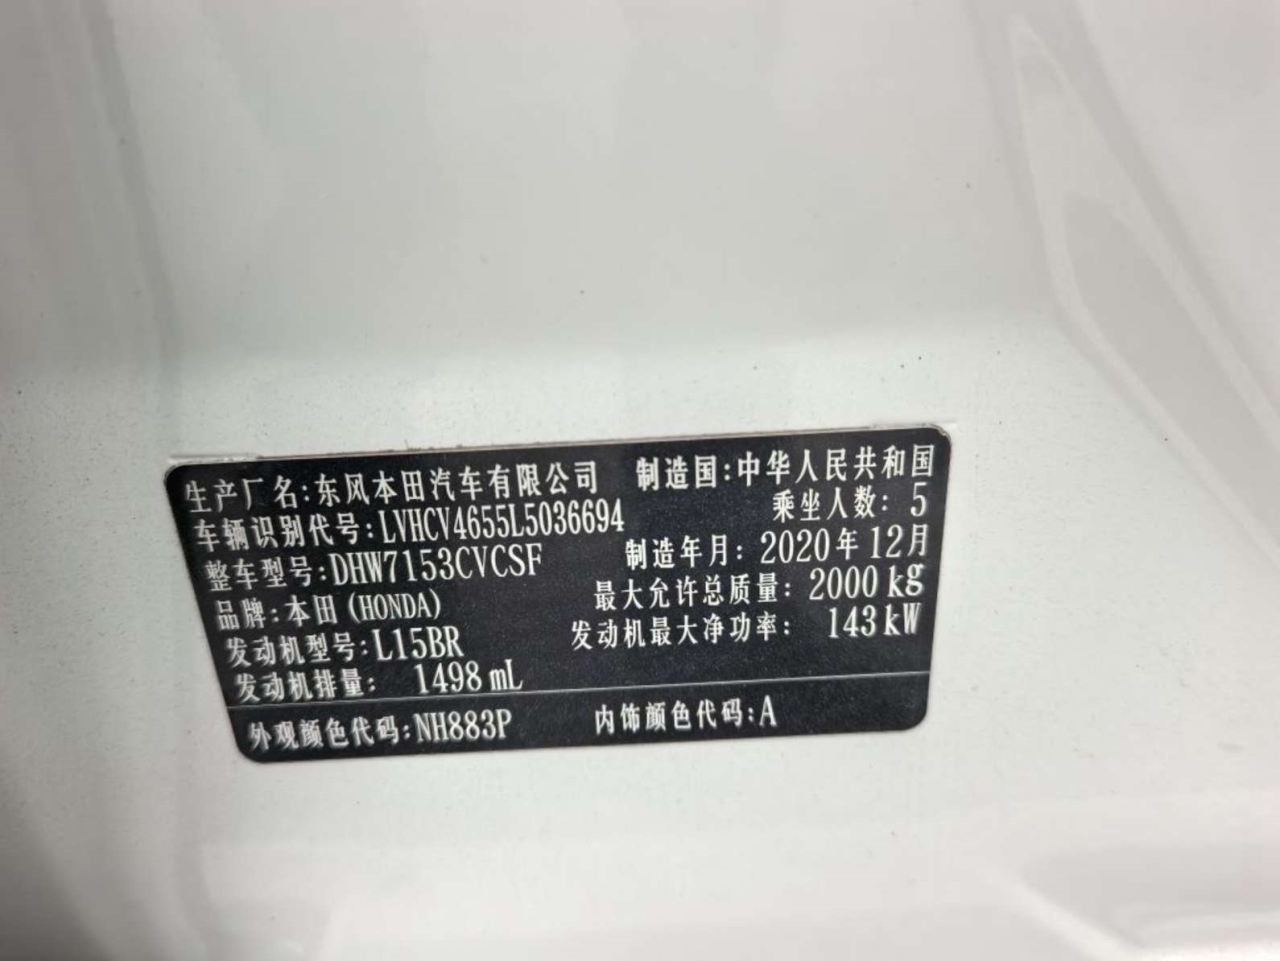 生产厂名:东风本田汽车有限公司 制造国:中华人民共和国
车辆识别代号:LVHCV4655L5036694 乘坐人数: 5
整车型号:DHW7153CVCSF 制造年月: 2020年12月
品牌:本田(HONDA) 最大允许总质量: 2000kg
发动机型号:L15BR 发动机最大净功率: 143kW
发动机排量: 1498mL
外观颜色代码:NH883P 内饰颜色代码:A